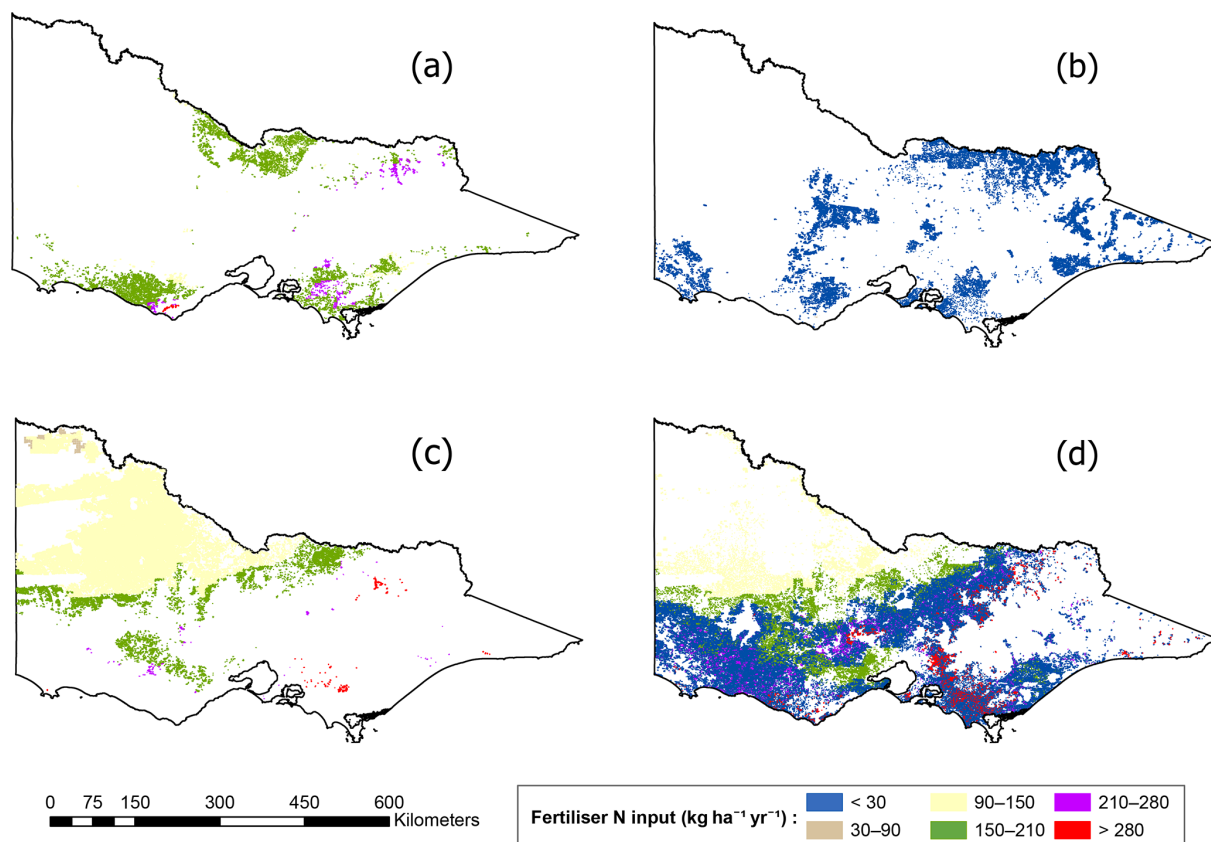 (a)
(b)
(c)
(d)
0 75 150 300 450 600
Kilometers
Fertiliser N input (kg ha⁻¹ yr⁻¹) :
< 30
90–150
210–280
30–90
150–210
> 280